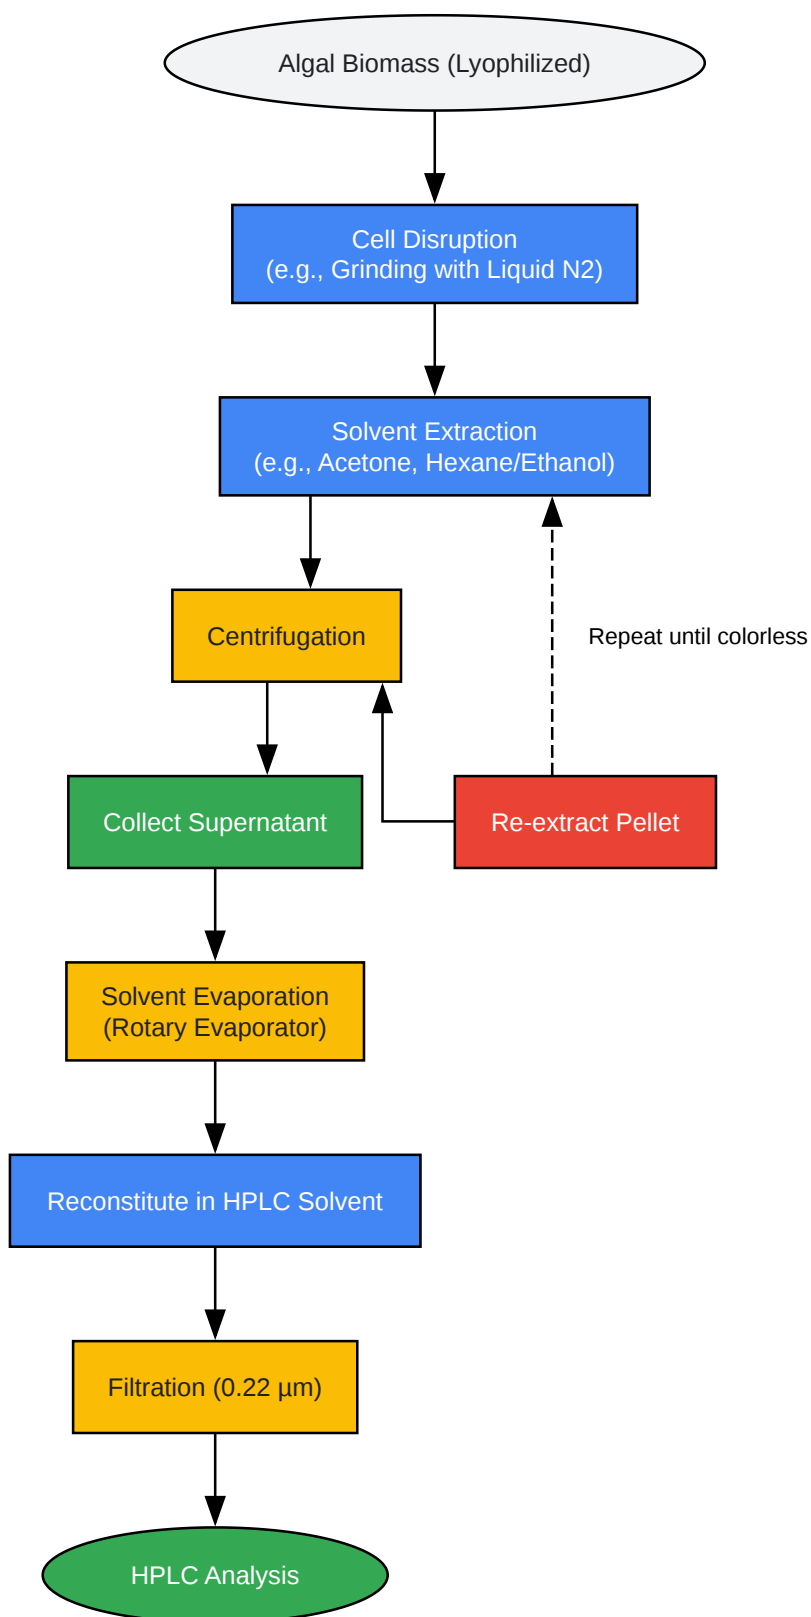 Algal Biomass (Lyophilized)
Cell Disruption
(e.g., Grinding with Liquid N2)
Solvent Extraction
(e.g., Acetone, Hexane/Ethanol)
Centrifugation
Repeat until colorless
Collect Supernatant
Re-extract Pellet
Solvent Evaporation
(Rotary Evaporator)
Reconstitute in HPLC Solvent
Filtration (0.22 µm)
HPLC Analysis